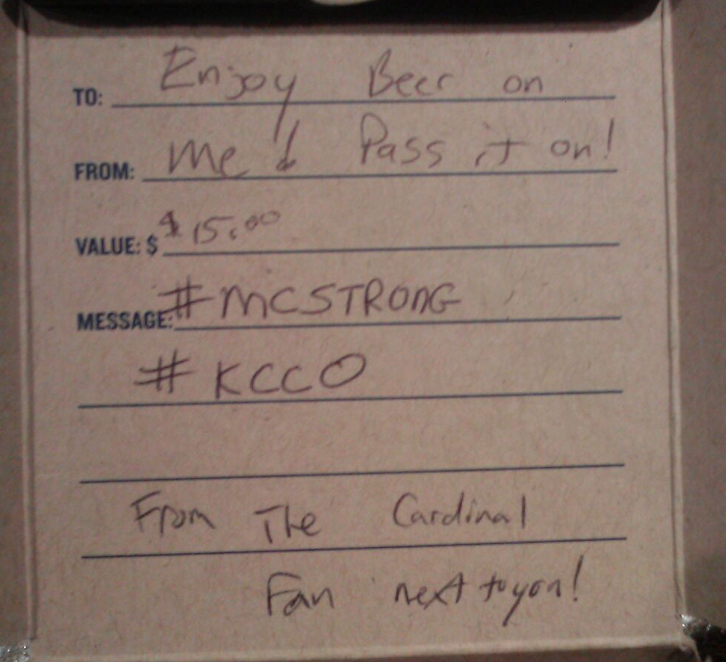 TO: Enjoy Beer on
FROM: me & Pass it on!
VALUE: $ $15.00
MESSAGE: #MCSTRONG
#KCCO
From The Cardinal
Fan next to you!